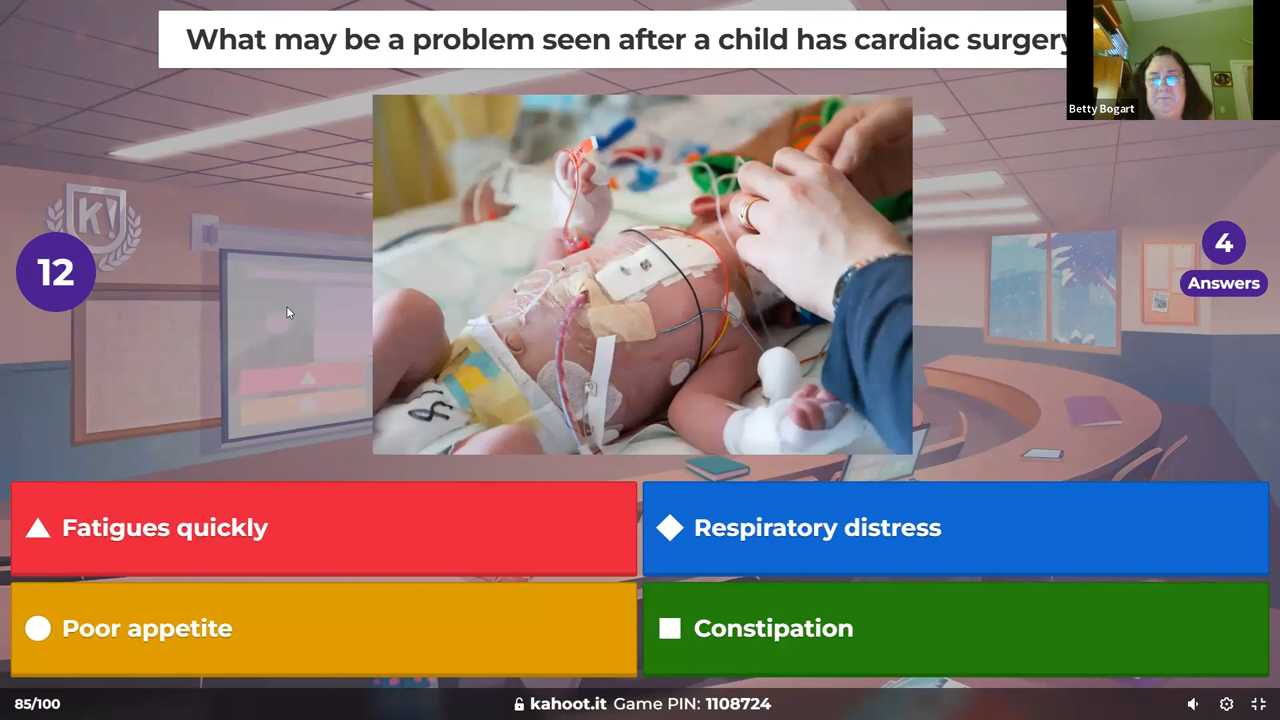 What may be a problem seen after a child has cardiac surgery
Betty Bogart
K!
12
4
Answers
Fatigues quickly
Respiratory distress
Poor appetite
Constipation
85/100
kahoot.it Game PIN: 1108724